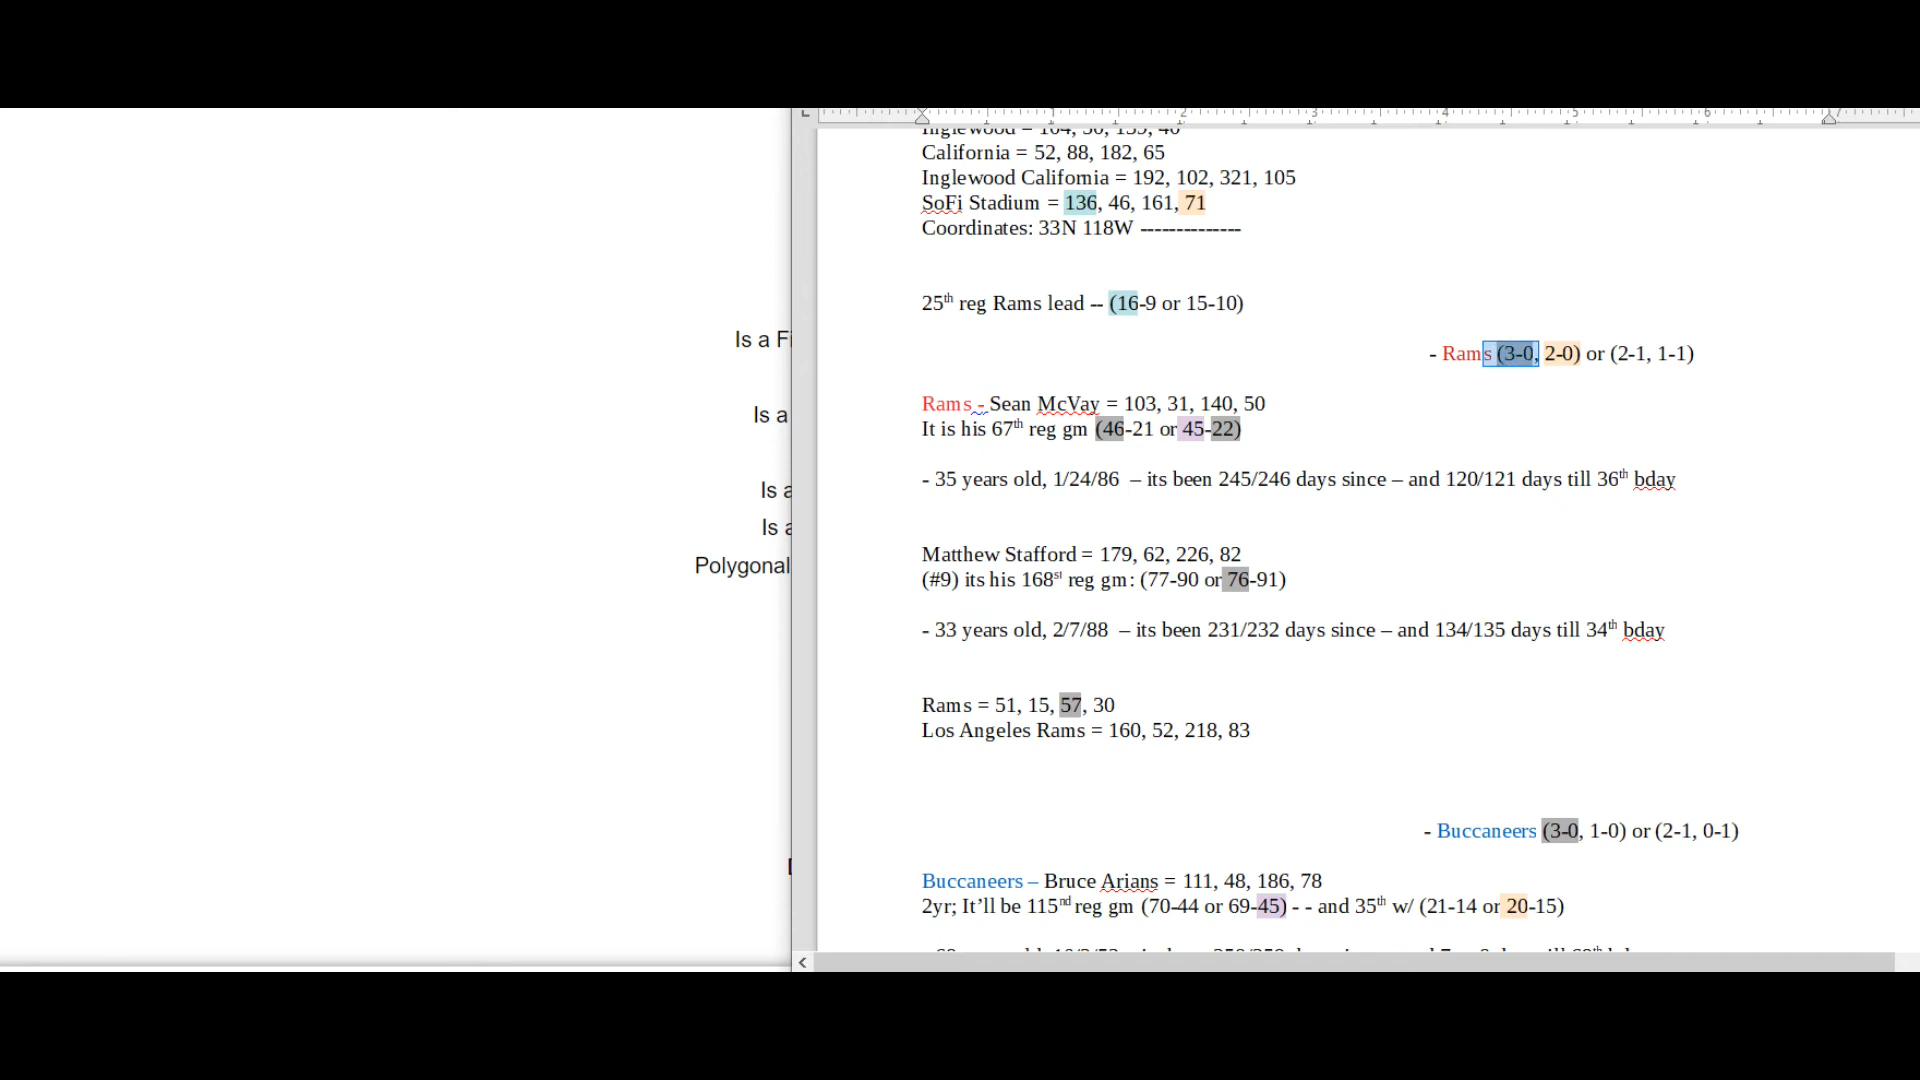 Inglewood = 104, 50, 139, 40
California = 52, 88, 182, 65
Inglewood California = 192, 102, 321, 105
SoFi Stadium = 136, 46, 161, 71
Coordinates: 33N 118W --------------
25th reg Rams lead -- (16-9 or 15-10)
Is a Fi
- Rams (3-0, 2-0) or (2-1, 1-1)
Rams - Sean McVay = 103, 31, 140, 50
Is a
It is his 67th reg gm (46-21 or 45-22)
- 35 years old, 1/24/86 – its been 245/246 days since – and 120/121 days till 36th bday
Is a
Is a
Matthew Stafford = 179, 62, 226, 82
Polygonal
(#9) its his 168st reg gm: (77-90 or 76-91)
- 33 years old, 2/7/88 – its been 231/232 days since – and 134/135 days till 34th bday
Rams = 51, 15, 57, 30
Los Angeles Rams = 160, 52, 218, 83
- Buccaneers (3-0, 1-0) or (2-1, 0-1)
Buccaneers – Bruce Arians = 111, 48, 186, 78
2yr; It’ll be 115nd reg gm (70-44 or 69-45) - - and 35th w/ (21-14 or 20-15)